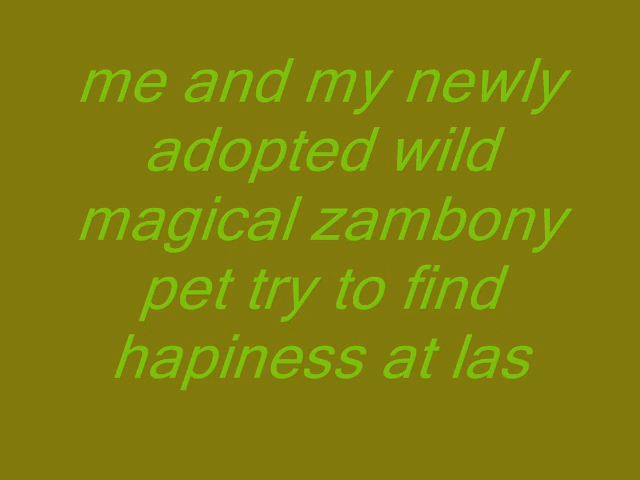 me and my newly
adopted wild
magical zambony
pet try to find
hapiness at las